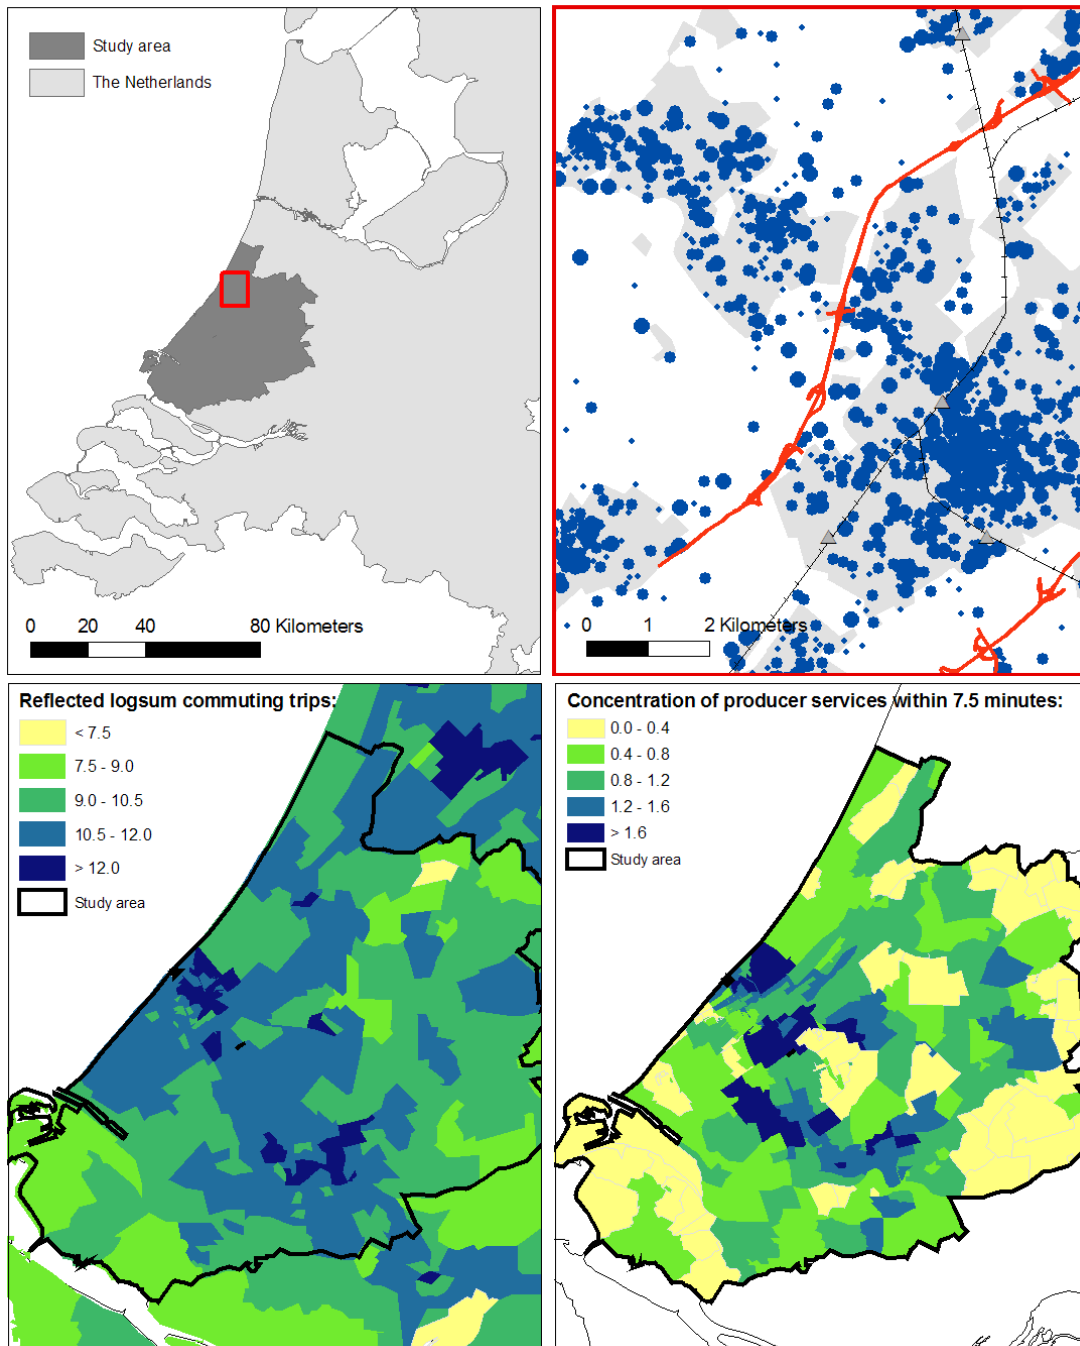 Study area
The Netherlands
0 20 40 80 Kilometers
0 1 2 Kilometers
Reflected logsum commuting trips:
< 7.5
7.5 - 9.0
9.0 - 10.5
10.5 - 12.0
> 12.0
Study area
Concentration of producer services within 7.5 minutes:
0.0 - 0.4
0.4 - 0.8
0.8 - 1.2
1.2 - 1.6
> 1.6
Study area